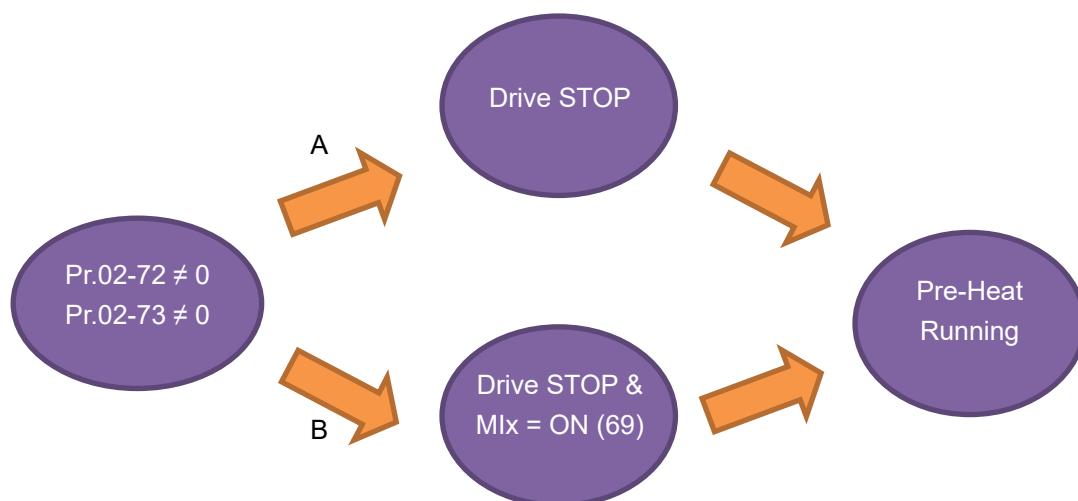 Drive STOP
A
Pr.02-72 ≠ 0
Pr.02-73 ≠ 0
Pre-Heat
Running
Drive STOP &
MIx = ON (69)
B